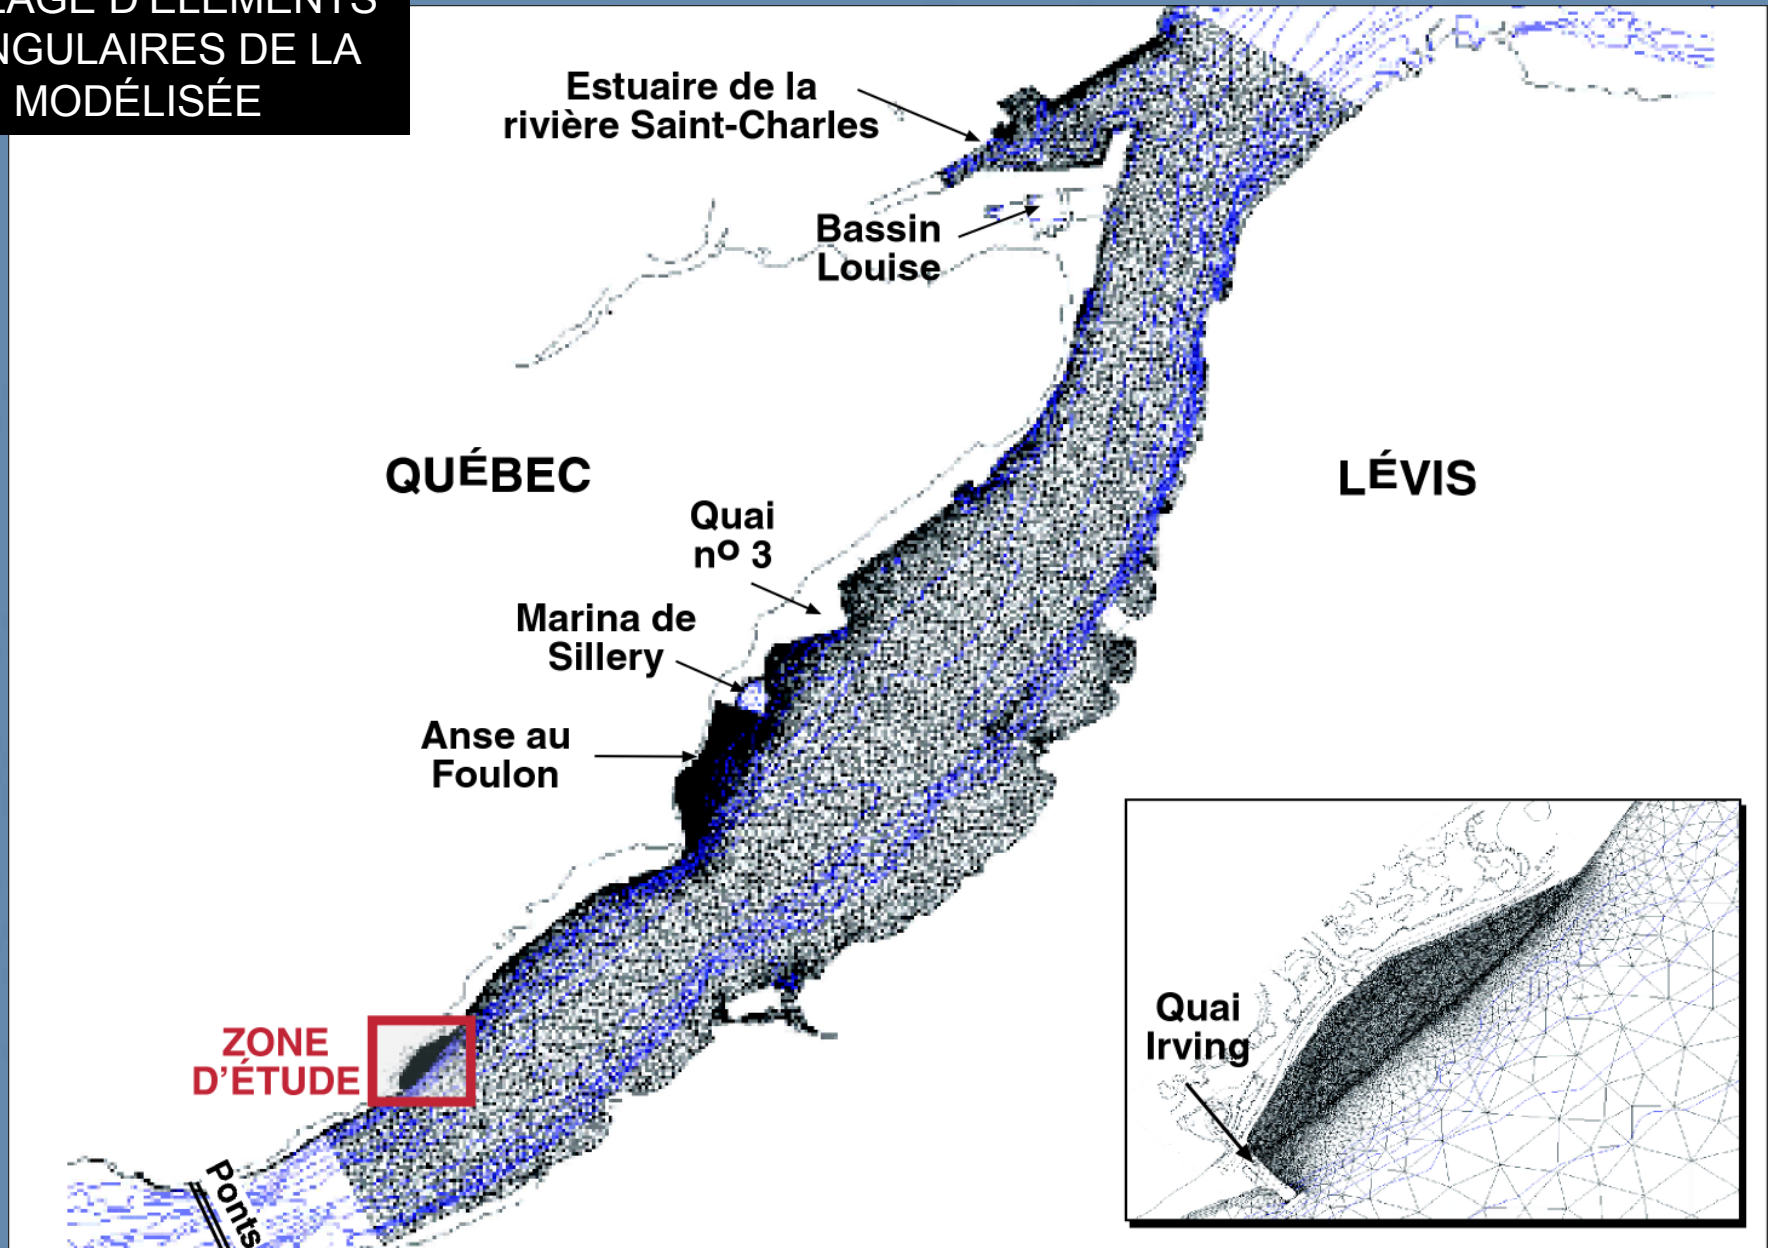 D'ÉLÉMENTS
DE LA
MODÉLISÉE
Estuaire de la
rivière Saint-Charles
Bassin
Louise
QUÉBEC
LÉVIS
Quai
nº 3
Marina de
Sillery
Anse au
Foulon
ZONE
D'ÉTUDE
Ponts
Quai
Irving